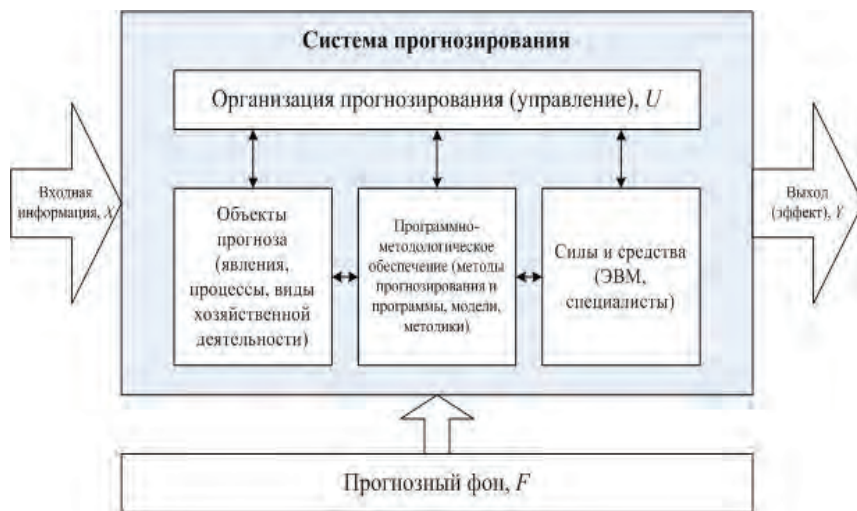 Система прогнозирования
Организация прогнозирования (управление), U
Входная
информация, X
Объекты
прогноза
(явления,
процессы, виды
хозяйственной
деятельности)
Программно-
методологическое
обеспечение (методы
прогнозирования и
программы, модели,
методики)
Силы и средства
(ЭВМ,
специалисты)
Выход
(эффект), Y
Прогнозный фон, F